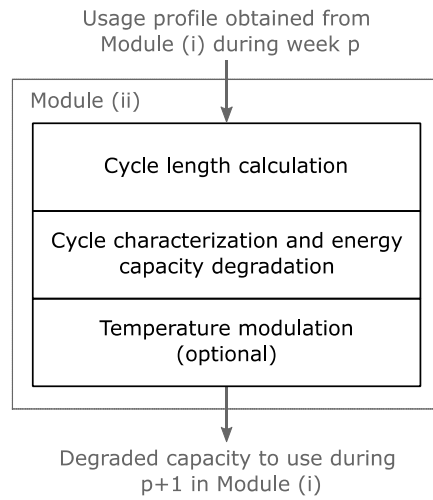 Usage profile obtained from
Module (i) during week p
Module (ii)
Cycle length calculation
Cycle characterization and energy
capacity degradation
Temperature modulation
(optional)
Degraded capacity to use during
p+1 in Module (i)